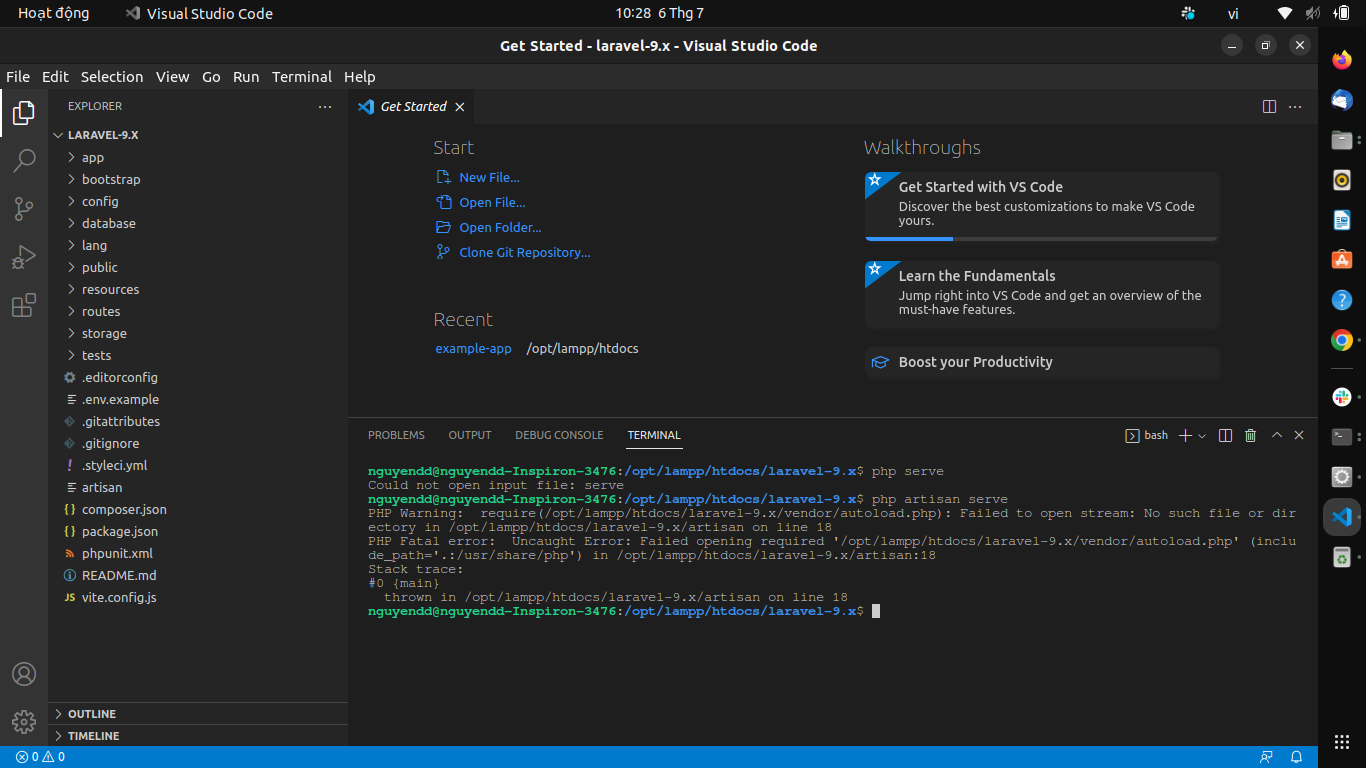 Hoạt động
Visual Studio Code
10:28 6 Thg 7
vi
Get Started - laravel-9.x - Visual Studio Code
File Edit Selection View Go Run Terminal Help
EXPLORER
LARAVEL-9.X
app
bootstrap
config
database
lang
public
resources
routes
storage
tests
.editorconfig
.env.example
.gitattributes
.gitignore
.styleci.yml
artisan
composer.json
package.json
phpunit.xml
README.md
vite.config.js
OUTLINE
TIMELINE
Get Started
Start
New File...
Open File...
Open Folder...
Clone Git Repository...
Recent
example-app /opt/lampp/htdocs
Walkthroughs
Get Started with VS Code
Discover the best customizations to make VS Code
yours.
Learn the Fundamentals
Jump right into VS Code and get an overview of the
must-have features.
Boost your Productivity
PROBLEMS OUTPUT DEBUG CONSOLE TERMINAL
bash
nguyendd@nguyendd-Inspiron-3476:/opt/lampp/htdocs/laravel-9.x$ php serve
Could not open input file: serve
nguyendd@nguyendd-Inspiron-3476:/opt/lampp/htdocs/laravel-9.x$ php artisan serve
PHP Warning:  require(/opt/lampp/htdocs/laravel-9.x/vendor/autoload.php): Failed to open stream: No such file or dir
ectory in /opt/lampp/htdocs/laravel-9.x/artisan on line 18
PHP Fatal error:  Uncaught Error: Failed opening required '/opt/lampp/htdocs/laravel-9.x/vendor/autoload.php' (inclu
de_path='.:/usr/share/php') in /opt/lampp/htdocs/laravel-9.x/artisan:18
Stack trace:
#0 {main}
  thrown in /opt/lampp/htdocs/laravel-9.x/artisan on line 18
nguyendd@nguyendd-Inspiron-3476:/opt/lampp/htdocs/laravel-9.x$
0 0